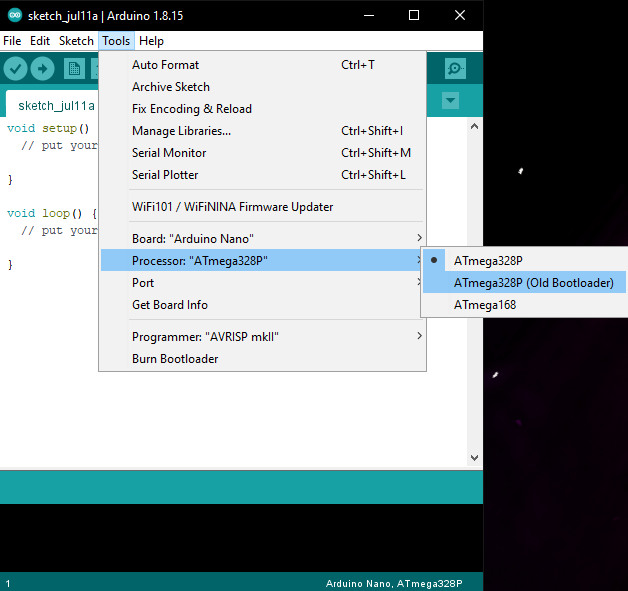 sketch_jul11a | Arduino 1.8.15
File Edit Sketch Tools Help
sketch_jul11a
void setup()
// put your
}
void loop() {
// put your
}
Auto Format Ctrl+T
Archive Sketch
Fix Encoding & Reload
Manage Libraries... Ctrl+Shift+I
Serial Monitor Ctrl+Shift+M
Serial Plotter Ctrl+Shift+L
WiFi101 / WiFiNINA Firmware Updater
Board: "Arduino Nano"
Processor: "ATmega328P"
Port
Get Board Info
Programmer: "AVRISP mkII"
Burn Bootloader
ATmega328P
ATmega328P (Old Bootloader)
ATmega168
1 Arduino Nano, ATmega328P